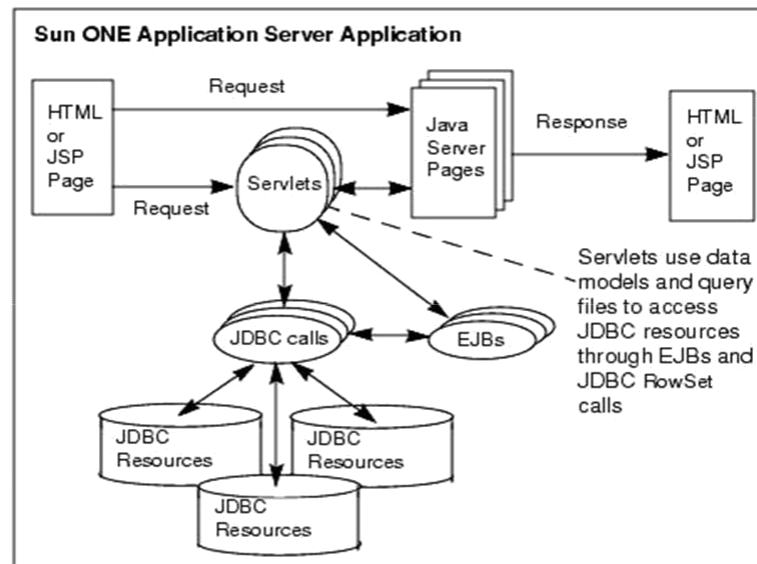 Sun ONE Application Server Application
Request
HTML
or
JSP
Page
Java
Server
Pages
Response
HTML
or
JSP
Page
Servlets
Request
Servlets use data
models and query
files to access
JDBC resources
through EJBs and
JDBC RowSet
calls
JDBC calls
EJBs
JDBC
Resources
JDBC
Resources
JDBC
Resources